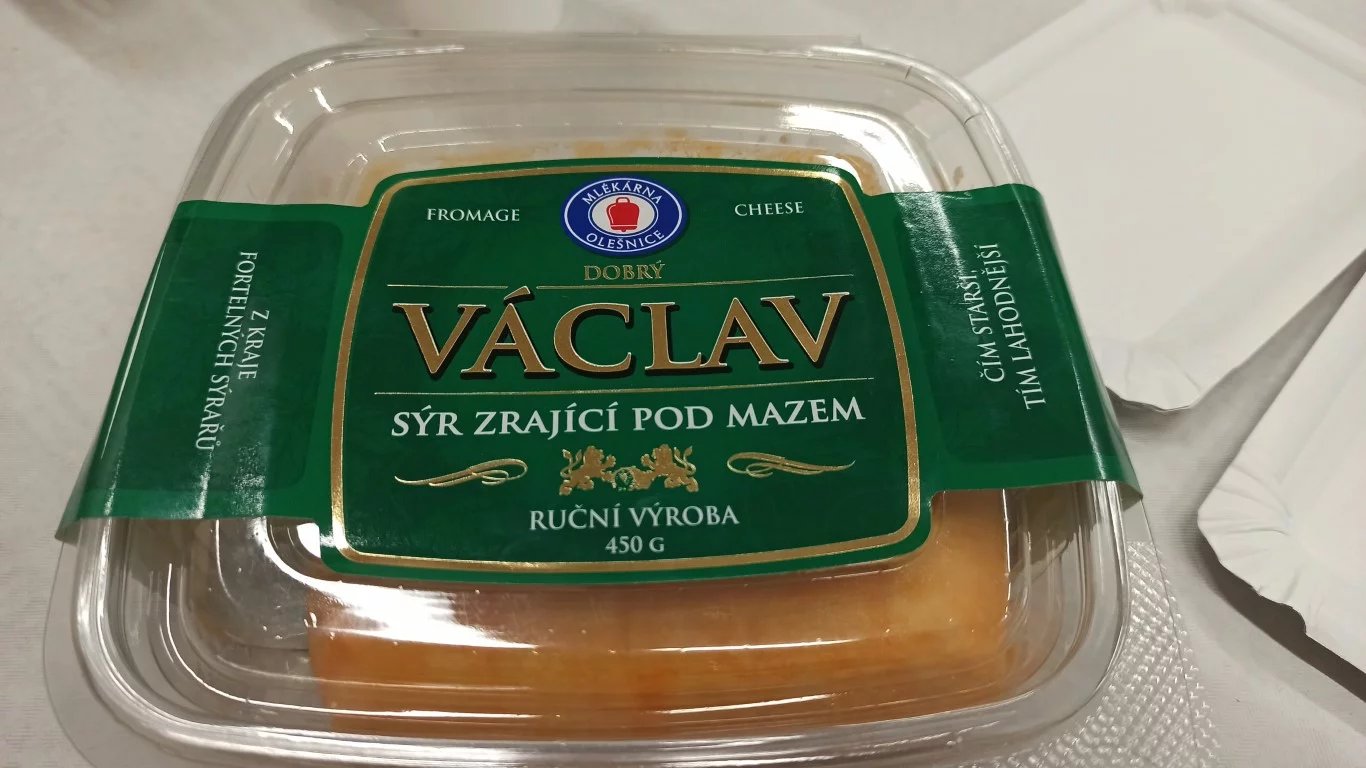 FROMAGE
MLÉKÁRNA
OLEŠNICE
CHEESE
DOBRÝ
VÁCLAV
SÝR ZRAJÍCÍ POD MAZEM
RUČNÍ VÝROBA
450 G
Z KRAJE
FORTELNÝCH SÝRAŘŮ
ČÍM STARŠÍ,
TÍM LAHODNĚJŠÍ